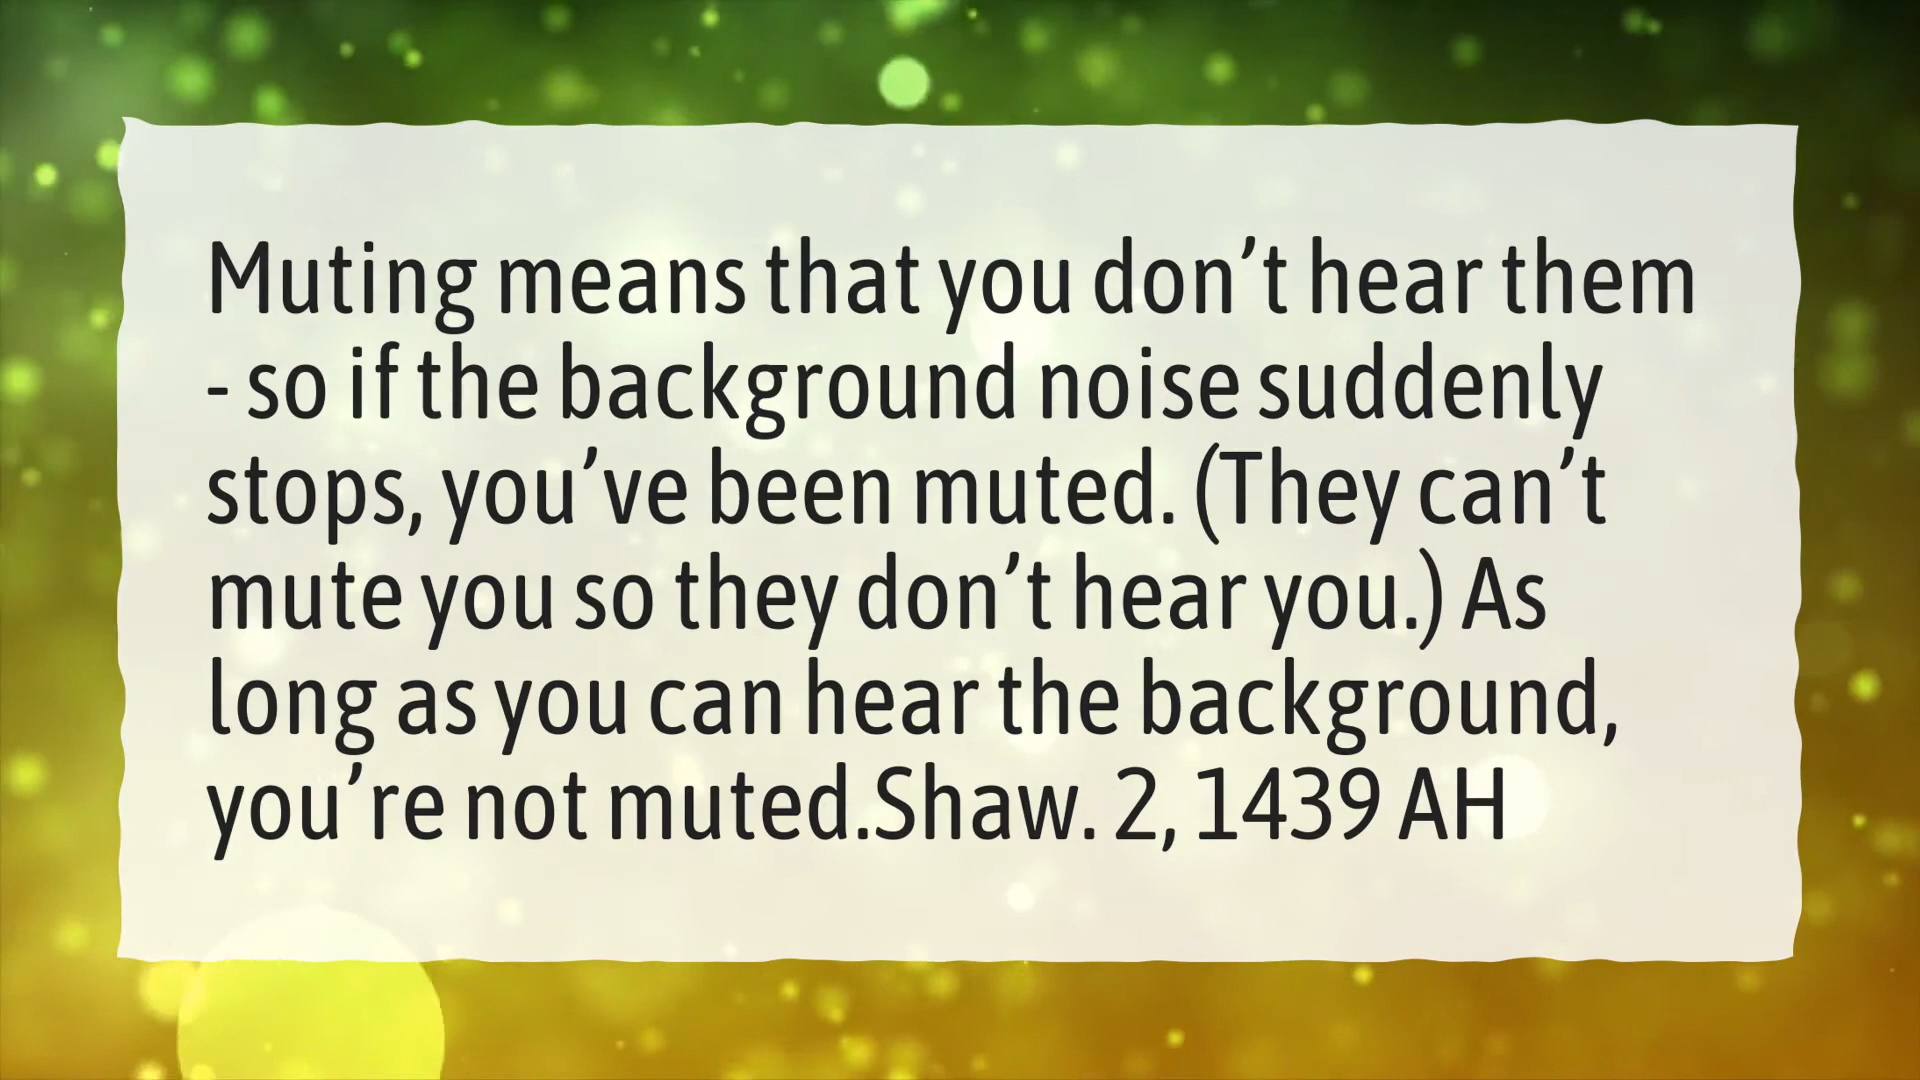 Muting means that you don’t hear them
- so if the background noise suddenly
stops, you’ve been muted. (They can’t
mute you so they don’t hear you.) As
long as you can hear the background,
you’re not muted.Shaw. 2, 1439 AH